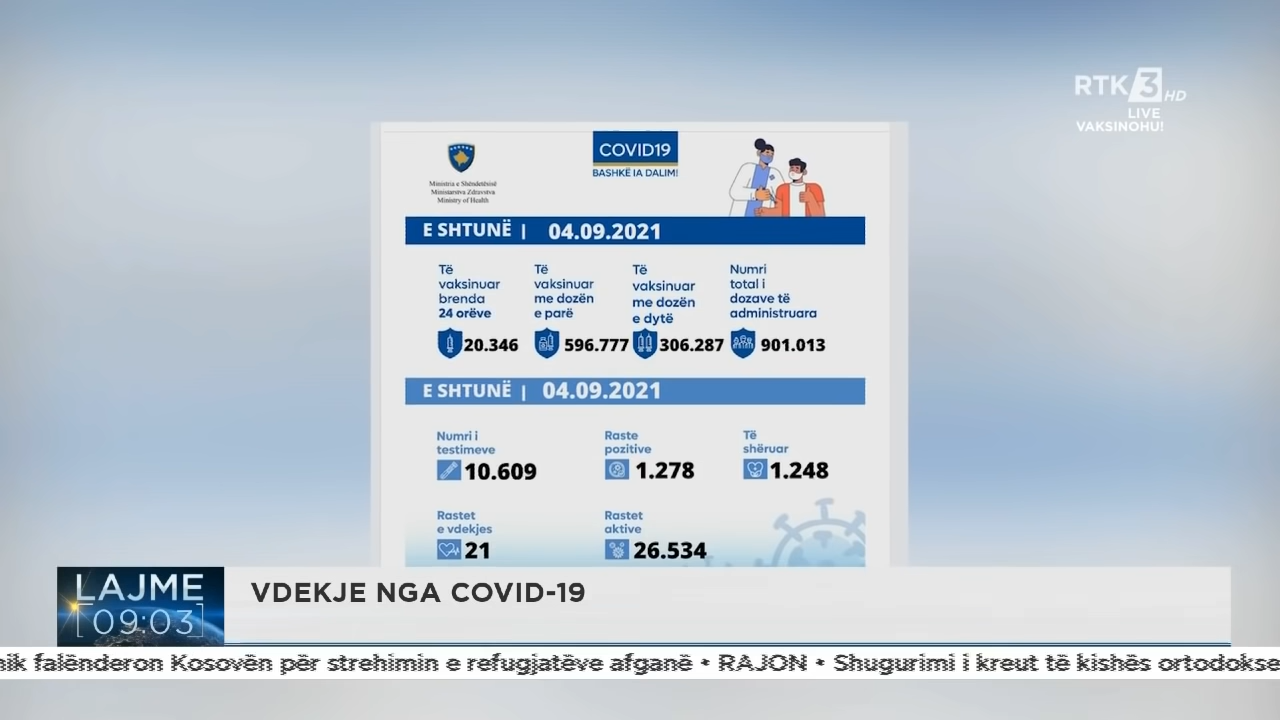 RTK 3 HD
LIVE
VAKSINOHU!
Ministria e Shëndetësisë
Ministarstva Zdravstva
Ministry of Health
COVID19
BASHKË IA DALIM!
E SHTUNË | 04.09.2021
Të vaksinuar brenda 24 orëve
20.346
Të vaksinuar me dozën e parë
596.777
Të vaksinuar me dozën e dytë
306.287
Numri total i dozave të administruara
901.013
E SHTUNË | 04.09.2021
Numri i testimeve
10.609
Raste pozitive
1.278
Të shëruar
1.248
Rastet e vdekjes
21
Rastet aktive
26.534
LAJME
09:03
VDEKJE NGA COVID-19
nik falënderon Kosovën për strehimin e refugjatëve afganë • RAJON • Shugurimi i kreut të kishës ortodokse